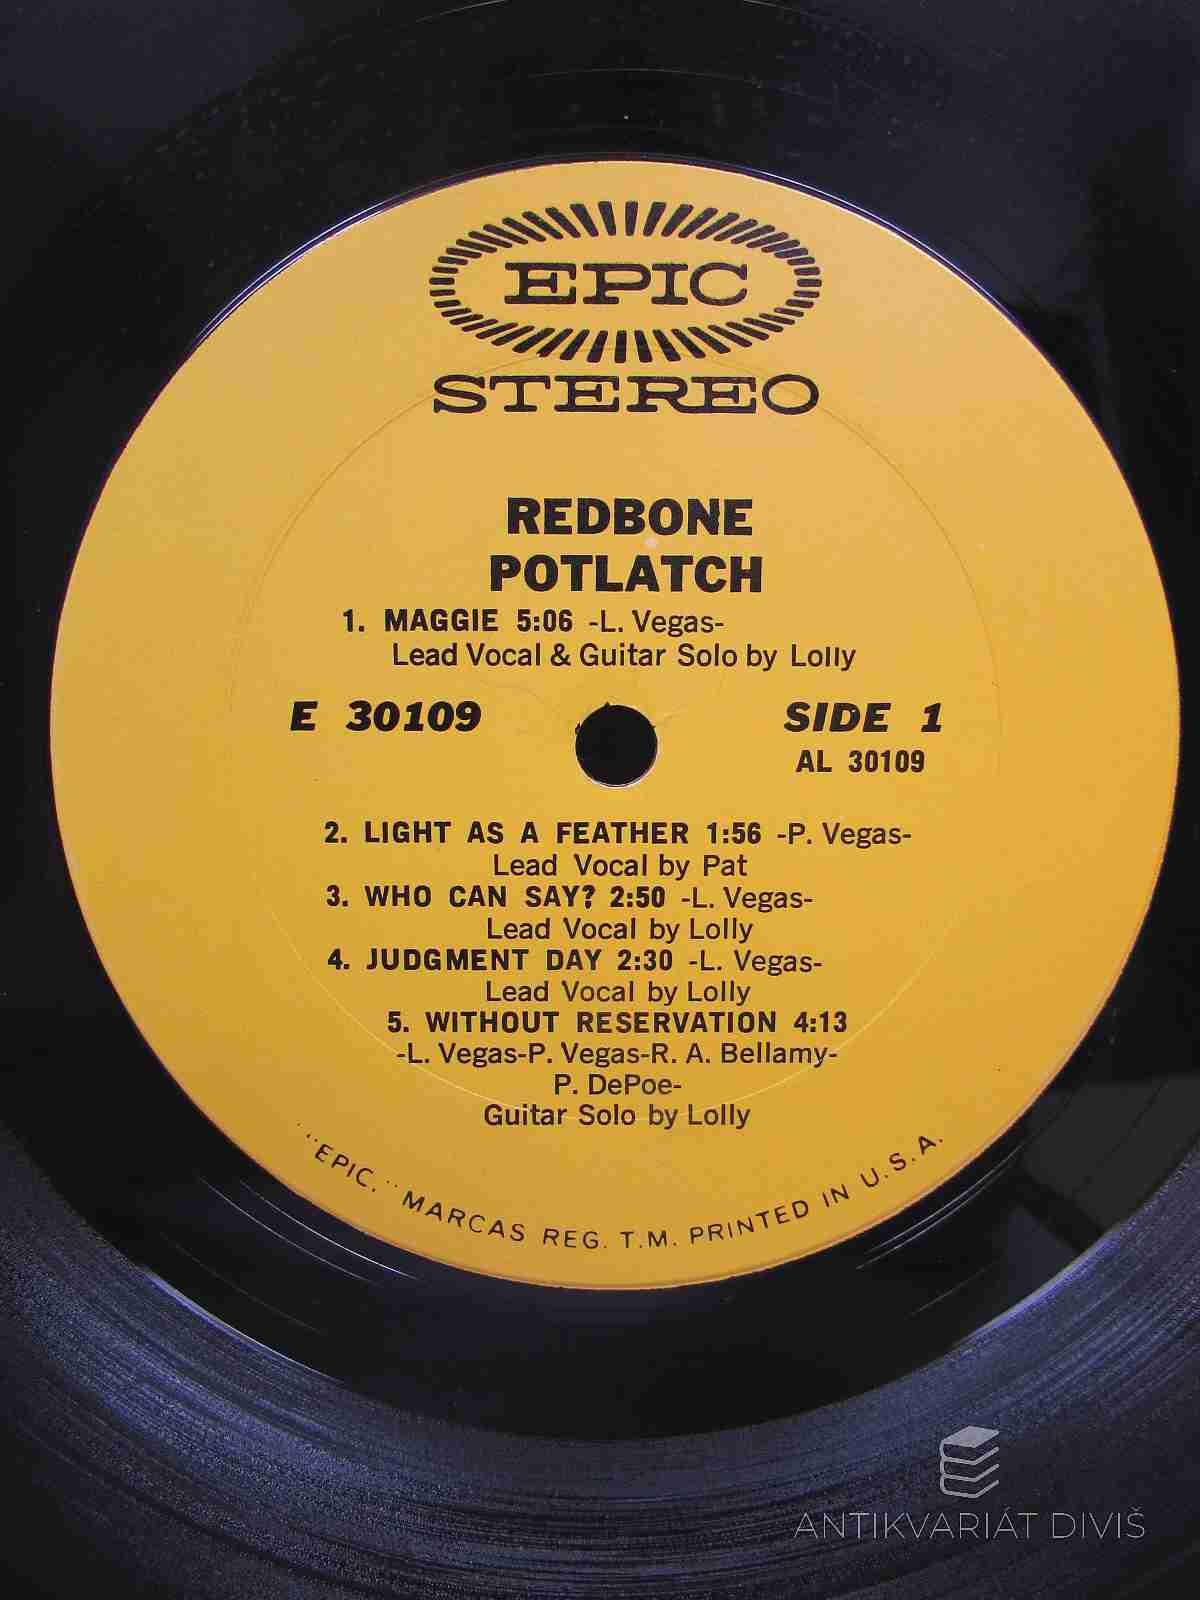 EPIC
STEREO
REDBONE
POTLATCH
1. MAGGIE 5:06 -L. Vegas-
Lead Vocal & Guitar Solo by Lolly
E 30109
SIDE 1
AL 30109
2. LIGHT AS A FEATHER 1:56 -P. Vegas-
Lead Vocal by Pat
3. WHO CAN SAY? 2:50 -L. Vegas-
Lead Vocal by Lolly
4. JUDGMENT DAY 2:30 -L. Vegas-
Lead Vocal by Lolly
5. WITHOUT RESERVATION 4:13
-L. Vegas-P. Vegas-R. A. Bellamy-
P. DePoe-
Guitar Solo by Lolly
"EPIC," MARCAS REG. T.M. PRINTED IN U.S.A.
ANTIKVARIÁT DIVIŠ